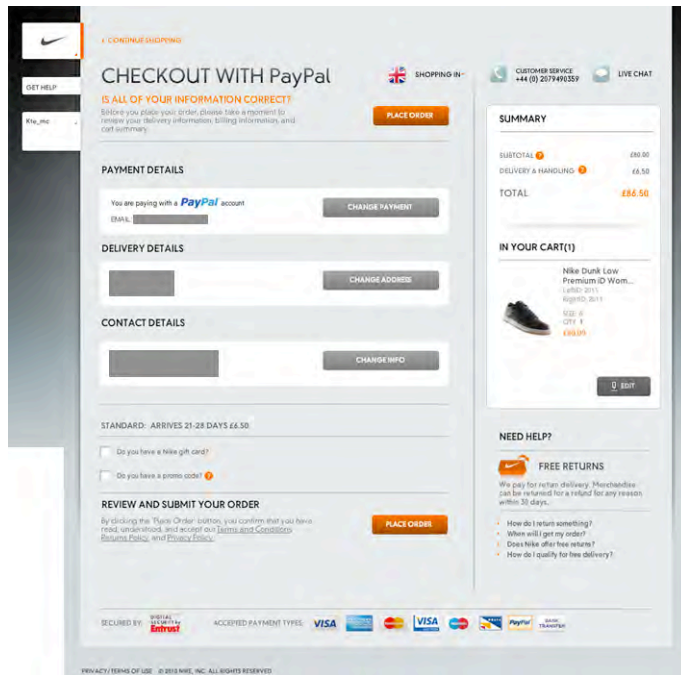 ‹ CONTINUE SHOPPING
CHECKOUT WITH PayPal
SHOPPING IN
CUSTOMER SERVICE
+44 (0) 2079490359
LIVE CHAT
GET HELP
IS ALL OF YOUR INFORMATION CORRECT?
Before you place your order, please take a moment to
review your delivery information, billing information, and
cart summary.
PLACE ORDER
SUMMARY
SUBTOTAL ? £80.00
DELIVERY & HANDLING ? £6.50
TOTAL £86.50
PAYMENT DETAILS
You are paying with a PayPal account
EMAIL:
CHANGE PAYMENT
DELIVERY DETAILS
CHANGE ADDRESS
CONTACT DETAILS
CHANGE INFO
IN YOUR CART(1)
Nike Dunk Low
Premium iD Wom...
LeftID: 2011
RightID: 2011
SIZE: 6
QTY: 1
£80.00
EDIT
STANDARD: ARRIVES 21-28 DAYS £6.50
Do you have a Nike gift card?
Do you have a promo code? ?
REVIEW AND SUBMIT YOUR ORDER
By clicking the 'Place Order' button, you confirm that you have
read, understood, and accept our Terms and Conditions,
Returns Policy, and Privacy Policy.
PLACE ORDER
NEED HELP?
FREE RETURNS
We pay for return delivery. Merchandise
can be returned for a refund for any reason
within 30 days.
How do I return something?
When will I get my order?
Does Nike offer free returns?
How do I qualify for free delivery?
SECURED BY:
DIGITAL
SECURITY by
Entrust
ACCEPTED PAYMENT TYPES:
VISA
VISA
PayPal
BANK
TRANSFER
PRIVACY/TERMS OF USE © 2010 NIKE, INC. ALL RIGHTS RESERVED